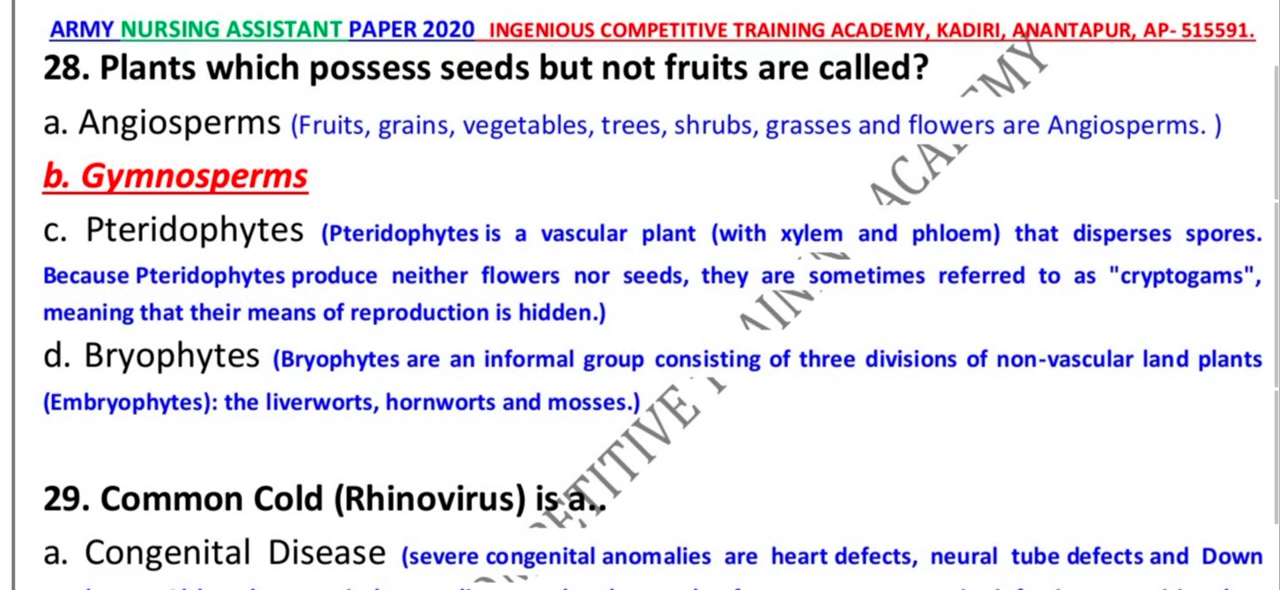 ARMY NURSING ASSISTANT PAPER 2020 INGENIOUS COMPETITIVE TRAINING ACADEMY, KADIRI, ANANTAPUR, AP- 515591.
28. Plants which possess seeds but not fruits are called?
a. Angiosperms (Fruits, grains, vegetables, trees, shrubs, grasses and flowers are Angiosperms. )
b. Gymnosperms
c. Pteridophytes (Pteridophytes is a vascular plant (with xylem and phloem) that disperses spores.
Because Pteridophytes produce neither flowers nor seeds, they are sometimes referred to as "cryptogams",
meaning that their means of reproduction is hidden.)
d. Bryophytes (Bryophytes are an informal group consisting of three divisions of non-vascular land plants
(Embryophytes): the liverworts, hornworts and mosses.)
29. Common Cold (Rhinovirus) is a..
a. Congenital Disease (severe congenital anomalies are heart defects, neural tube defects and Down